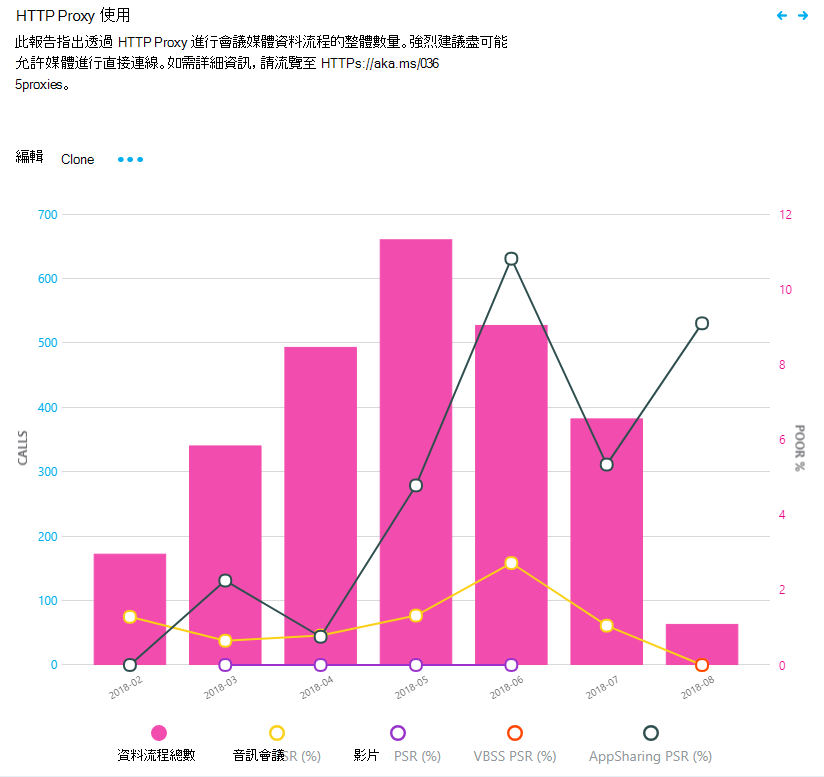 HTTP Proxy 使用
此報告指出透過 HTTP Proxy 進行會議媒體資料流程的整體數量。強烈建議盡可能
允許媒體進行直接連線。如需詳細資訊, 請流覽至 HTTPs://aka.ms/036
5proxies。
編輯 Clone
700 12
600 10
500 8
400 6
300 4
200 2
100 0
0
CALLS
POOR %
2018-02 2018-03 2018-04 2018-05 2018-06 2018-07 2018-08
資料流程總數 音訊會議SR (%) 影片 PSR (%) VBSS PSR (%) AppSharing PSR (%)